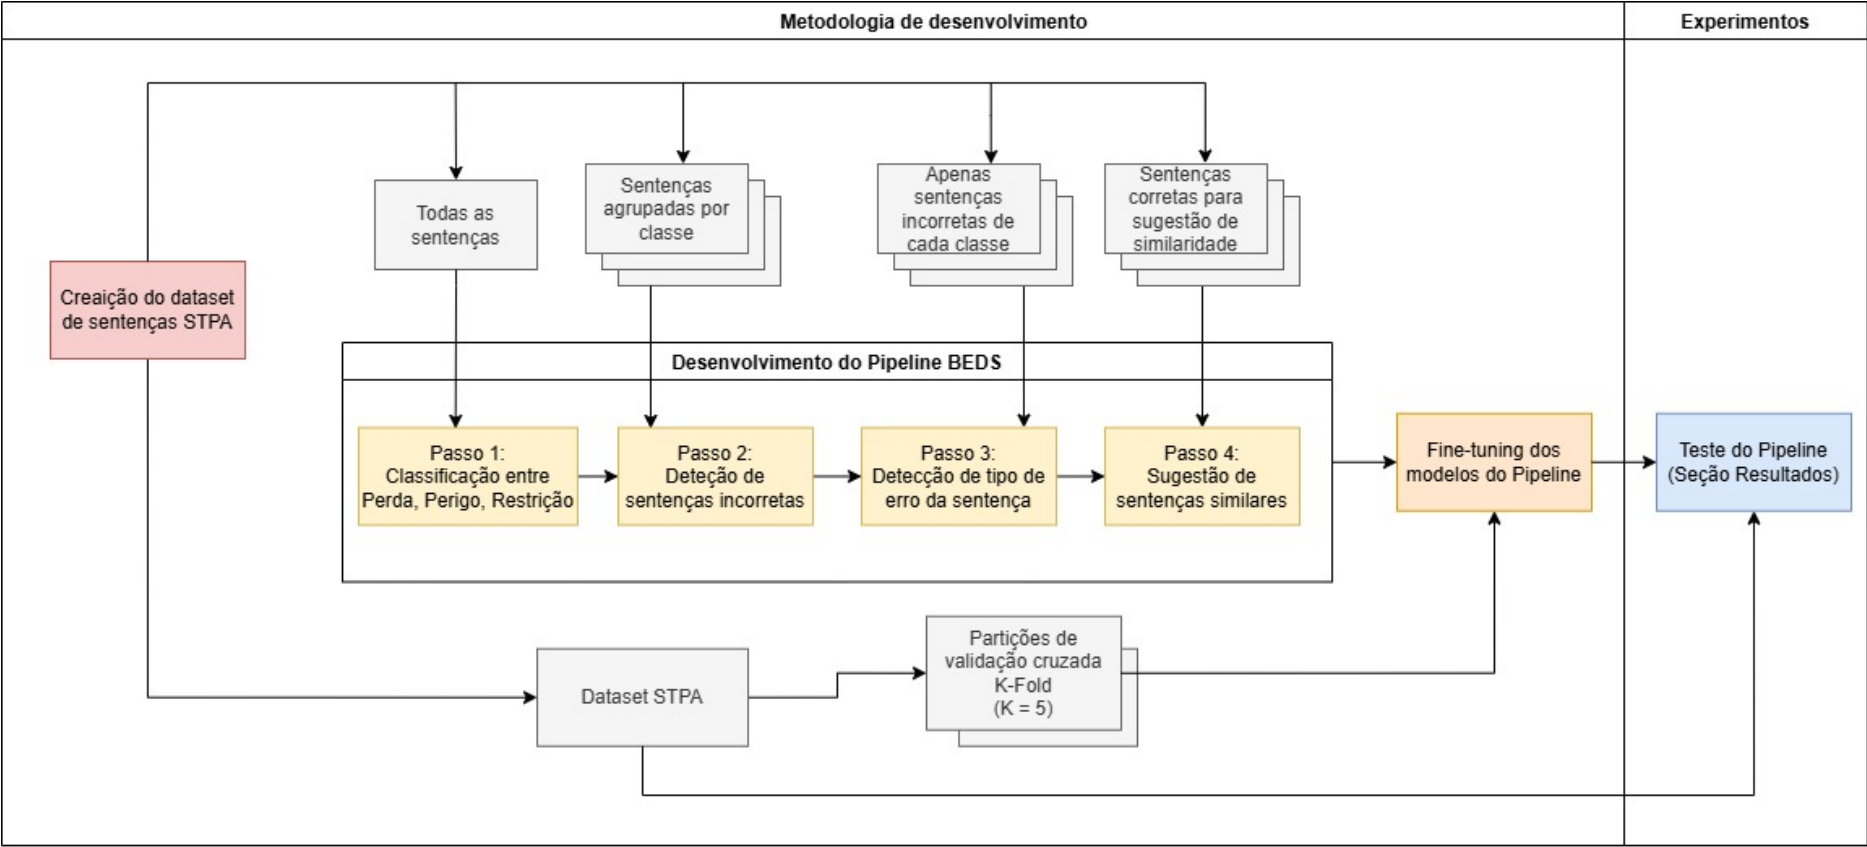 Metodologia de desenvolvimento
Experimentos
Todas as
sentenças
Sentenças
agrupadas por
classe
Apenas
sentenças
incorretas de
cada classe
Sentenças
corretas para
sugestão de
similaridade
Creaição do dataset
de sentenças STPA
Desenvolvimento do Pipeline BEDS
Passo 1:
Classificação entre
Perda, Perigo, Restrição
Passo 2:
Deteção de
sentenças incorretas
Passo 3:
Detecção de tipo de
erro da sentença
Passo 4:
Sugestão de
sentenças similares
Fine-tuning dos
modelos do Pipeline
Teste do Pipeline
(Seção Resultados)
Dataset STPA
Partições de
validação cruzada
K-Fold
(K = 5)